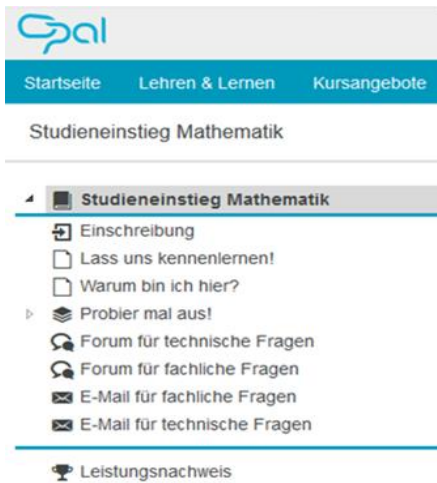 Opal
Startseite Lehren & Lernen Kursangebote
Studieneinstieg Mathematik
Studieneinstieg Mathematik
Einschreibung
Lass uns kennenlernen!
Warum bin ich hier?
Probier mal aus!
Forum für technische Fragen
Forum für fachliche Fragen
E-Mail für fachliche Fragen
E-Mail für technische Fragen
Leistungsnachweis